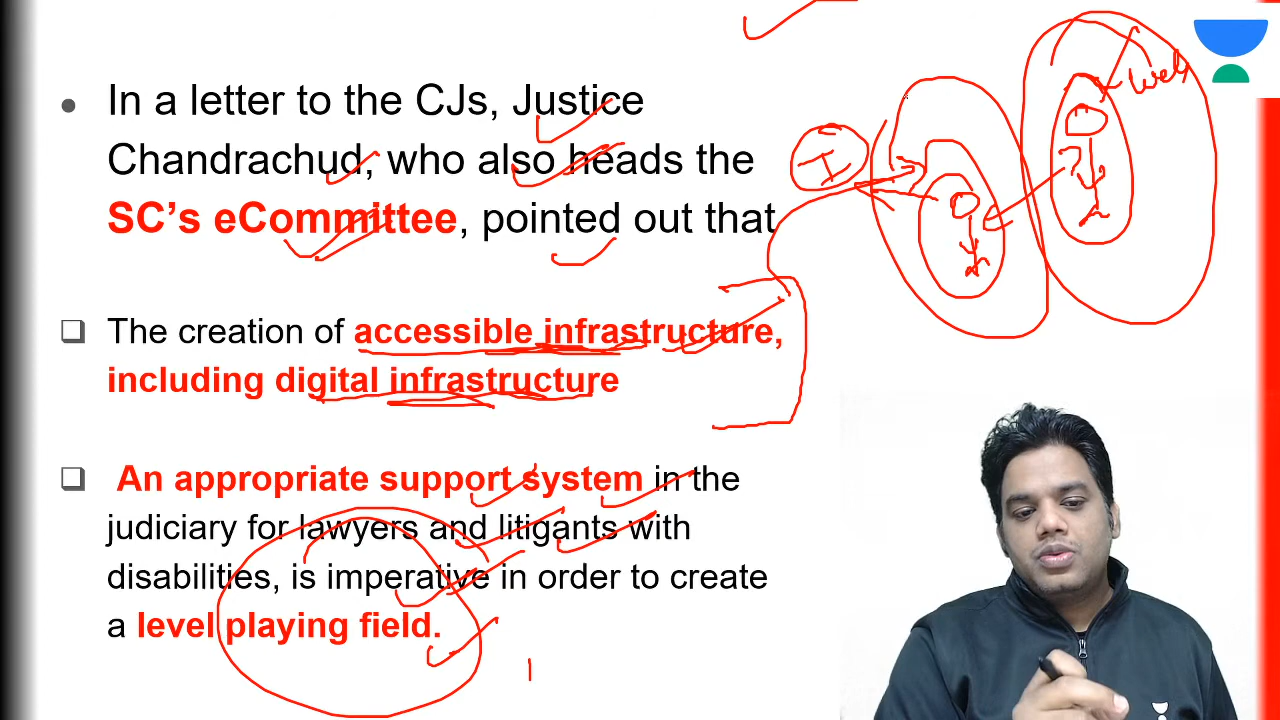 In a letter to the CJs, Justice
Chandrachud, who also heads the
SC’s eCommittee, pointed out that
The creation of accessible infrastructure,
including digital infrastructure
An appropriate support system in the
judiciary for lawyers and litigants with
disabilities, is imperative in order to create
a level playing field.
I